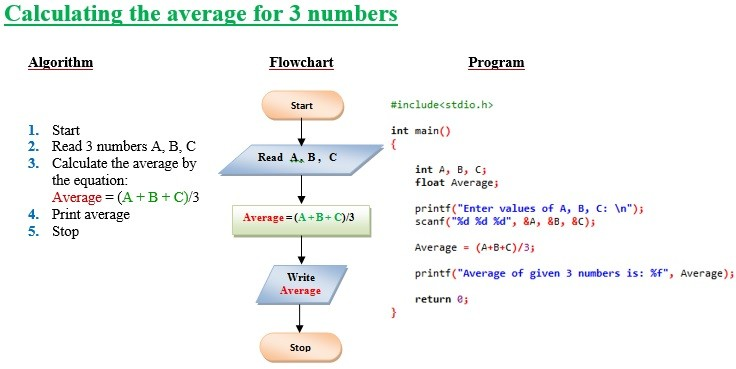 Calculating the average for 3 numbers
Algorithm
1. Start
2. Read 3 numbers A, B, C
3. Calculate the average by
the equation:
Average = (A + B + C)/3
4. Print average
5. Stop
Flowchart
Start
Read A, B, C
Average = (A + B + C)/3
Write
Average
Stop
Program
#include<stdio.h>
int main()
{
int A, B, C;
float Average;
printf("Enter values of A, B, C: \n");
scanf("%d %d %d", &A, &B, &C);
Average = (A+B+C)/3;
printf("Average of given 3 numbers is: %f", Average);
return 0;
}